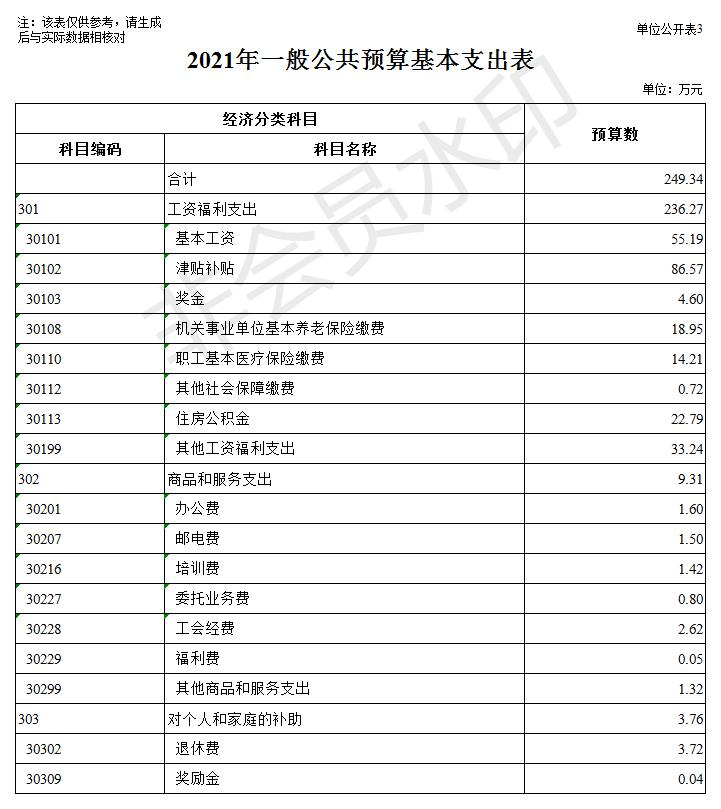 注：该表仅供参考，请生成
后与实际数据相核对
单位公开表3
2021年一般公共预算基本支出表
单位：万元
经济分类科目 预算数
科目编码 科目名称
合计 249.34
301 工资福利支出 236.27
30101 基本工资 55.19
30102 津贴补贴 86.57
30103 奖金 4.60
30108 机关事业单位基本养老保险缴费 18.95
30110 职工基本医疗保险缴费 14.21
30112 其他社会保障缴费 0.72
30113 住房公积金 22.79
30199 其他工资福利支出 33.24
302 商品和服务支出 9.31
30201 办公费 1.60
30207 邮电费 1.50
30216 培训费 1.42
30227 委托业务费 0.80
30228 工会经费 2.62
30229 福利费 0.05
30299 其他商品和服务支出 1.32
303 对个人和家庭的补助 3.76
30302 退休费 3.72
30309 奖励金 0.04
非会员水印